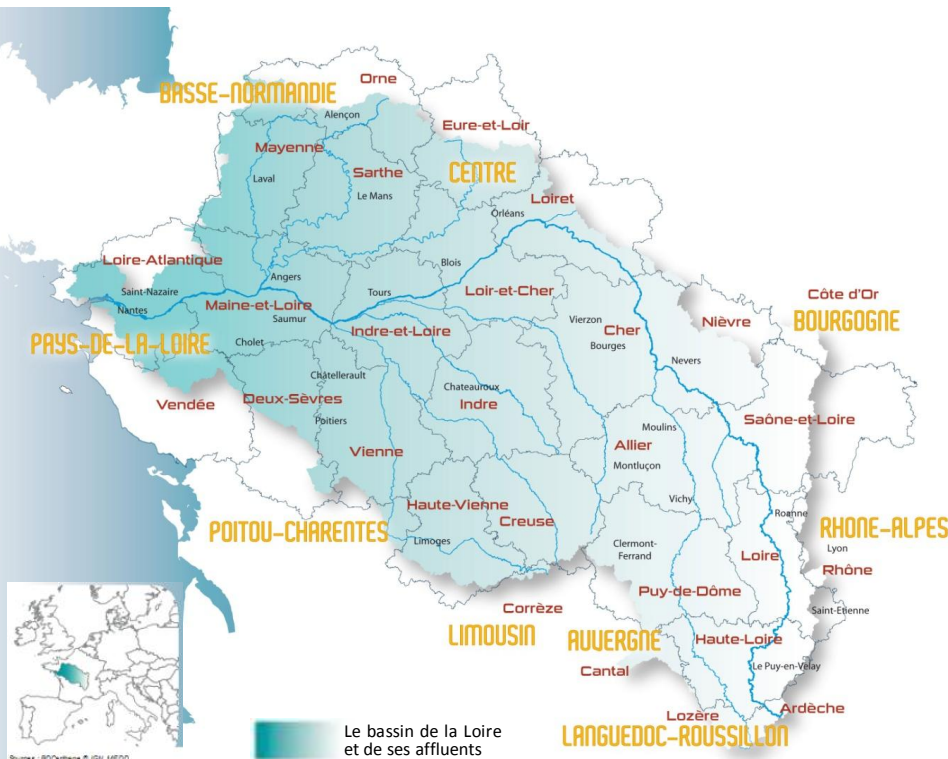 Orne
BASSE-NORMANDIE
Alençon
Eure-et-Loir
Mayenne
Sarthe
CENTRE
Laval
Le Mans
Loiret
Orléans
Loire-Atlantique
Blois
Angers
Saint-Nazaire
Tours
Loir-et-Cher
Côte d'Or
Nantes
Maine-et-Loire
Saumur
Vierzon
Cher
Nièvre
BOURGOGNE
PAYS-DE-LA-LOIRE
Cholet
Indre-et-Loire
Bourges
Nevers
Châtellerault
Chateauroux
Vendée
Deux-Sèvres
Indre
Saône-et-Loire
Poitiers
Moulins
Vienne
Allier
Montluçon
Vichy
Haute-Vienne
Creuse
Roanne
POITOU-CHARENTES
RHONE-ALPES
Limoges
Clermont-
Ferrand
Loire
Lyon
Rhône
Puy-de-Dôme
Corrèze
Saint-Etienne
LIMOUSIN
AUVERGNE
Haute-Loire
Cantal
Le Puy-en-Velay
Lozère
Ardèche
LANGUEDOC-ROUSSILLON
Le bassin de la Loire
et de ses affluents